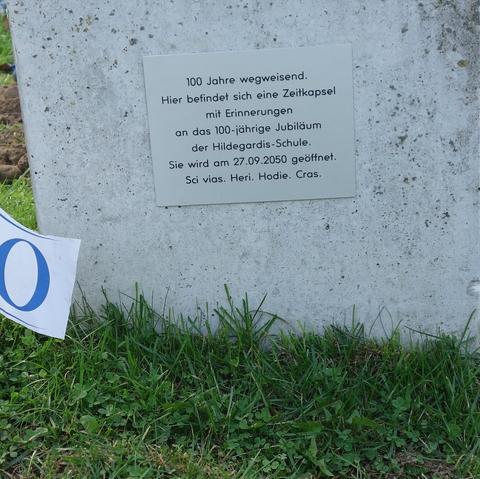 100 Jahre wegweisend.
Hier befindet sich eine Zeitkapsel
mit Erinnerungen
an das 100-jährige Jubiläum
der Hildegardis-Schule.
Sie wird am 27.09.2050 geöffnet.
Sci vias. Heri. Hodie. Cras.
0